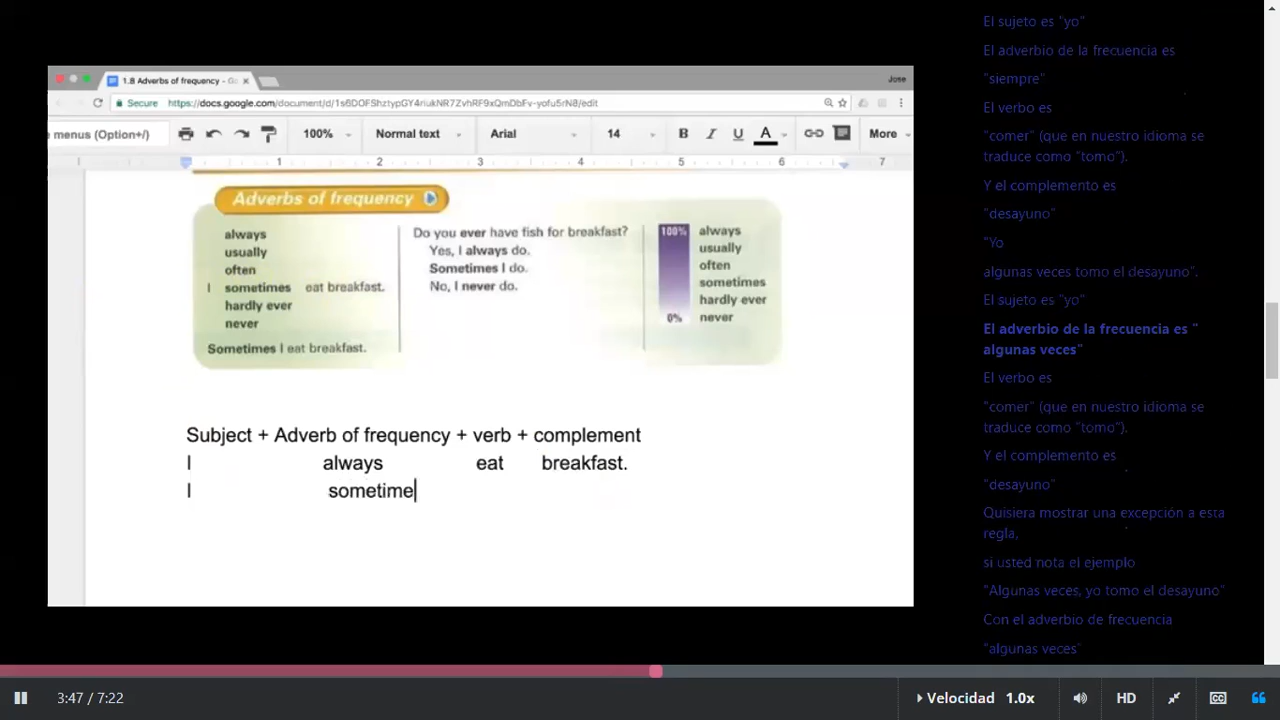 1.8 Adverbs of frequency - Go
Jose
Secure https://docs.google.com/document/d/1s6DOFShztypGY4riukNR7ZvhRF9xQmDbFv-yofu5rN8/edit
menus (Option+/) 100% Normal text Arial 14 B I U A More
1 2 3 4 5 6 7
Adverbs of frequency
always
usually
often
I sometimes eat breakfast.
hardly ever
never
Sometimes I eat breakfast.
Do you ever have fish for breakfast?
Yes, I always do.
Sometimes I do.
No, I never do.
100% always
usually
often
sometimes
hardly ever
0% never
Subject + Adverb of frequency + verb + complement
I always eat breakfast.
I sometime
El sujeto es "yo"
El adverbio de la frecuencia es
"siempre"
El verbo es
"comer" (que en nuestro idioma se
traduce como "tomo").
Y el complemento es
"desayuno"
"Yo
algunas veces tomo el desayuno".
El sujeto es "yo"
El adverbio de la frecuencia es "
algunas veces"
El verbo es
"comer" (que en nuestro idioma se
traduce como "tomo").
Y el complemento es
"desayuno"
Quisiera mostrar una excepción a esta
regla,
si usted nota el ejemplo
"Algunas veces, yo tomo el desayuno"
Con el adverbio de frecuencia
"algunas veces"
3:47 / 7:22
Velocidad 1.0x
HD
CC